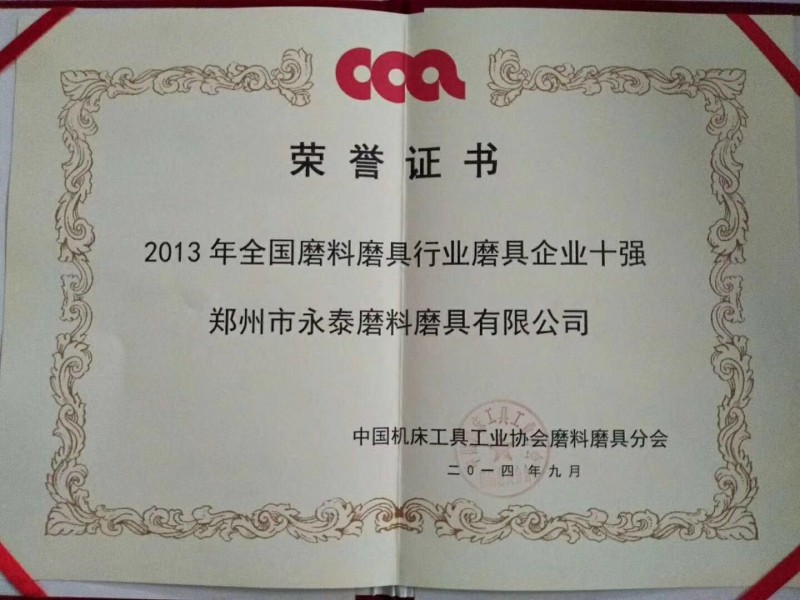 CAA
荣誉证书
2013年全国磨料磨具行业磨具企业十强
郑州市永泰磨料磨具有限公司
中国机床工具工业协会磨料磨具分会
二0一四年九月